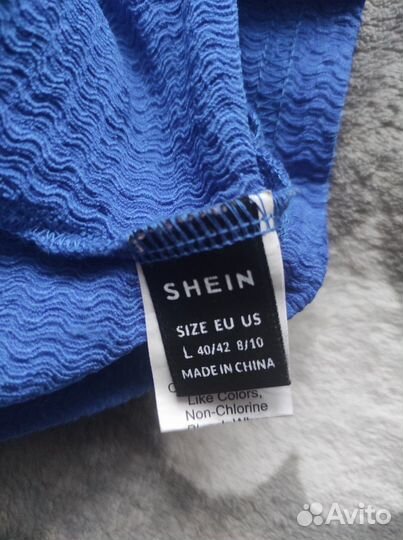 SHEIN
SIZE EU US
L 40/42 8/10
MADE IN CHINA
Like Colors,
Non-Chlorine
Avito